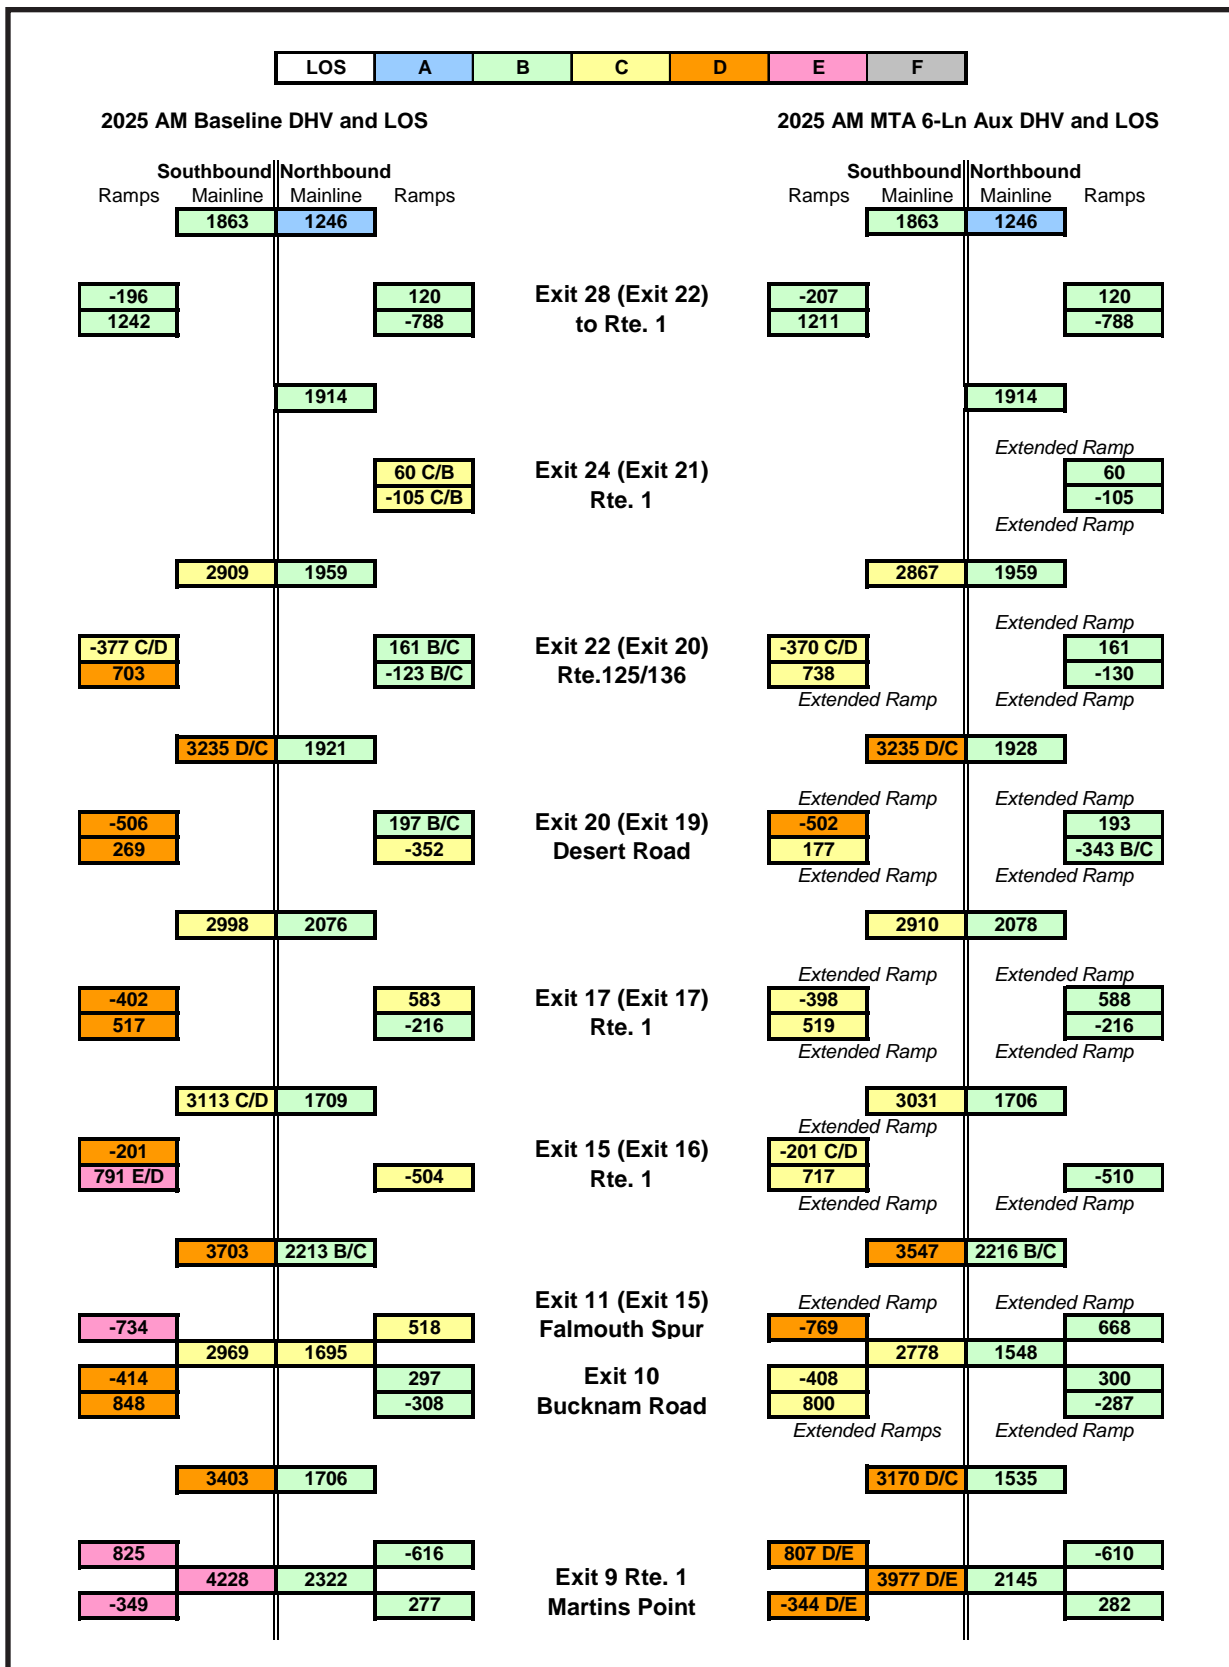 LOS A B C D E F
2025 AM Baseline DHV and LOS 2025 AM MTA 6-Ln Aux DHV and LOS
Southbound Northbound Southbound Northbound
Ramps Mainline Mainline Ramps Ramps Mainline Mainline Ramps
1863 1246 1863 1246
-196 120 Exit 28 (Exit 22) -207 120
1242 -788 to Rte. 1 1211 -788
1914 1914
Extended Ramp
60 C/B Exit 24 (Exit 21) 60
-105 C/B Rte. 1 -105
Extended Ramp
2909 1959 2867 1959
Extended Ramp
-377 C/D 161 B/C Exit 22 (Exit 20) -370 C/D 161
703 -123 B/C Rte.125/136 738 -130
Extended Ramp Extended Ramp
3235 D/C 1921 3235 D/C 1928
Extended Ramp Extended Ramp
-506 197 B/C Exit 20 (Exit 19) -502 193
269 -352 Desert Road 177 -343 B/C
Extended Ramp Extended Ramp
2998 2076 2910 2078
Extended Ramp Extended Ramp
-402 583 Exit 17 (Exit 17) -398 588
517 -216 Rte. 1 519 -216
Extended Ramp Extended Ramp
3113 C/D 1709 3031 1706
Extended Ramp
-201 Exit 15 (Exit 16) -201 C/D
791 E/D -504 Rte. 1 717 -510
Extended Ramp Extended Ramp
3703 2213 B/C 3547 2216 B/C
Exit 11 (Exit 15) Extended Ramp Extended Ramp
-734 518 Falmouth Spur -769 668
2969 1695 2778 1548
-414 297 Exit 10 -408 300
848 -308 Bucknam Road 800 -287
Extended Ramps Extended Ramp
3403 1706 3170 D/C 1535
825 -616 807 D/E -610
4228 2322 Exit 9 Rte. 1 3977 D/E 2145
-349 277 Martins Point -344 D/E 282